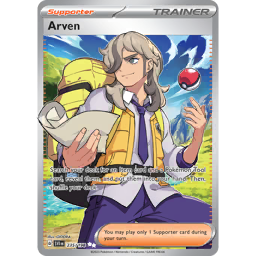 Supporter
TRAINER
Arven
Search your deck for an Item card and a Pokémon Tool
card, reveal them, and put them into your hand. Then,
shuffle your deck.
You may play only 1 Supporter card during
your turn.